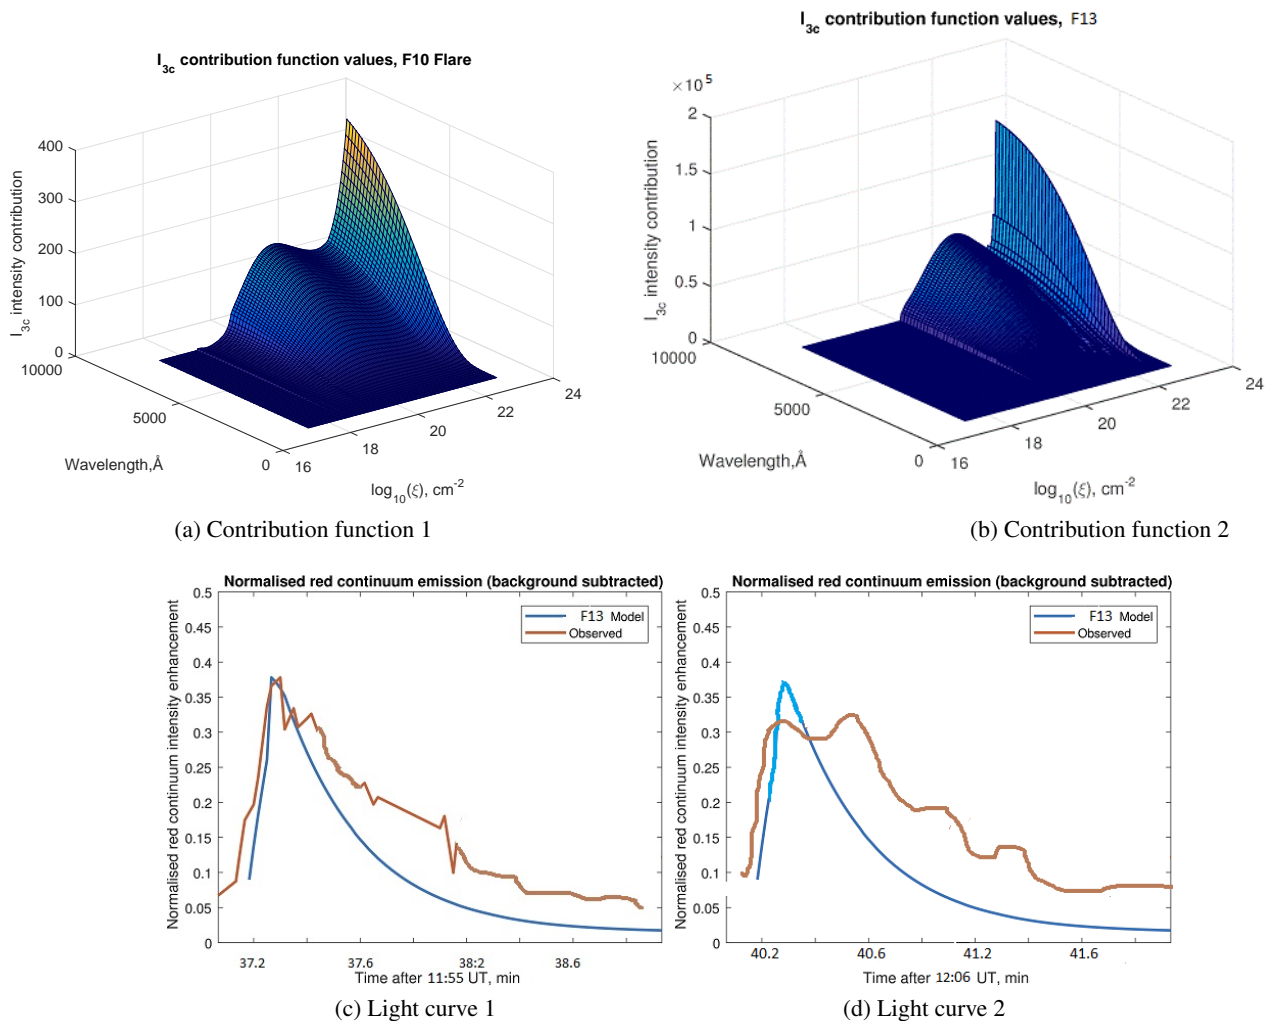 I3c contribution function values, F10 Flare
400
300
200
100
0
10000
5000
0
16
18
20
22
24
I3c intensity contribution
Wavelength,Å
log10(ξ), cm-2
(a) Contribution function 1
I3c contribution function values, F13
×10 5
2
1.5
1
0.5
0
10000
5000
0
16
18
20
22
24
I3c intensity contribution
Wavelength,Å
log10(ξ), cm-2
(b) Contribution function 2
Normalised red continuum emission (background subtracted)
0.5
0.45
0.4
0.35
0.3
0.25
0.2
0.15
0.1
0.05
0
Normalised red continuum intensity enhancement
F13 Model
Observed
37.2 37.6 38:2 38.6
Time after 11:55 UT, min
(c) Light curve 1
Normalised red continuum emission (background subtracted)
0.5
0.45
0.4
0.35
0.3
0.25
0.2
0.15
0.1
0.05
0
Normalised red continuum intensity enhancement
F13 Model
Observed
40.2 40.6 41.2 41.6
Time after 12:06 UT, min
(d) Light curve 2